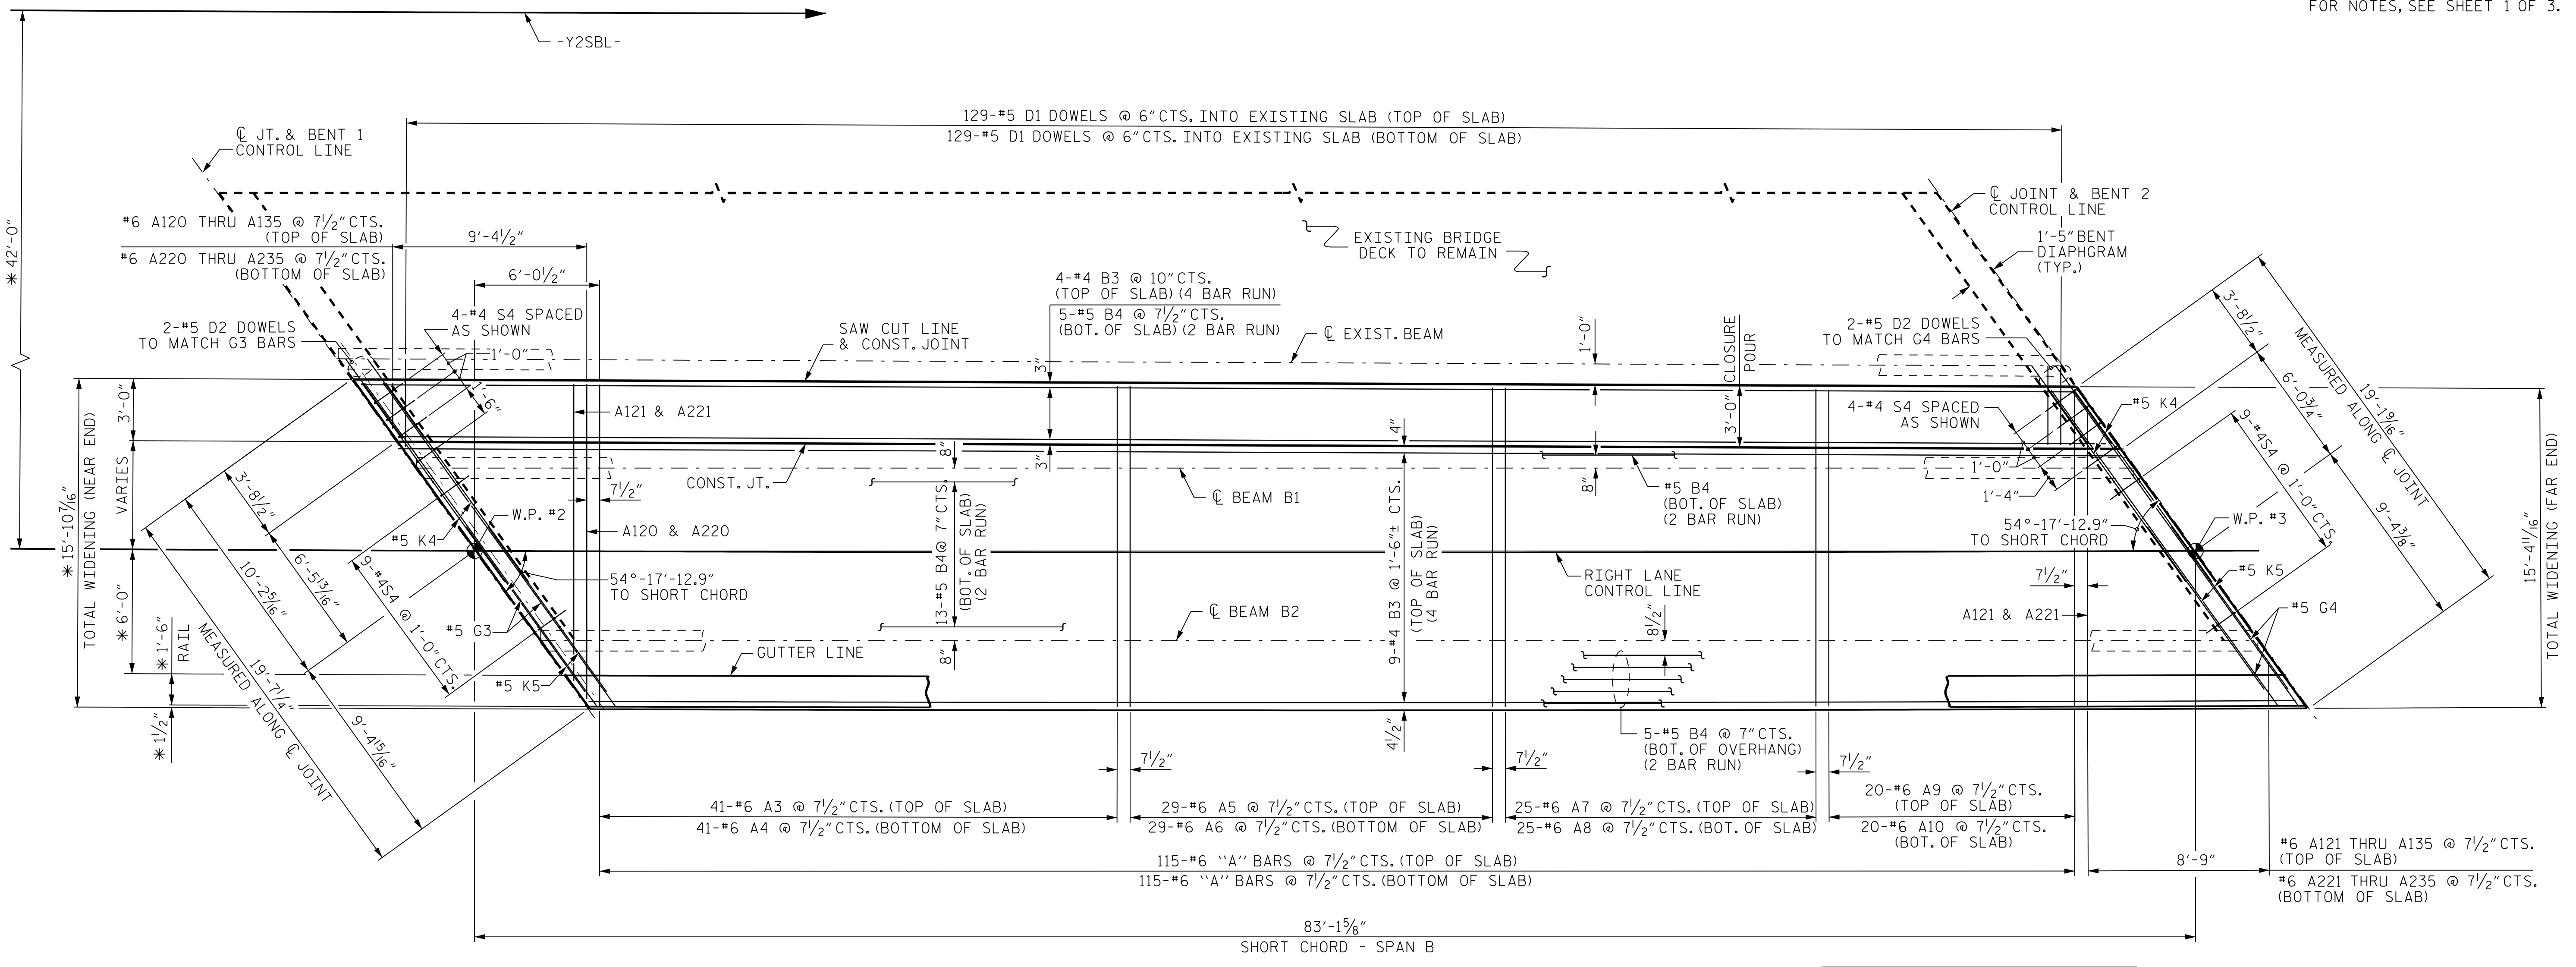 FOR NOTES, SEE SHEET 1 OF 3.
-Y2SBL-
129-#5 D1 DOWELS @ 6" CTS. INTO EXISTING SLAB (TOP OF SLAB)
129-#5 D1 DOWELS @ 6" CTS. INTO EXISTING SLAB (BOTTOM OF SLAB)
℄ JT. & BENT 1
CONTROL LINE
℄ JOINT & BENT 2
CONTROL LINE
✳42'-0"
#6 A120 THRU A135 @ 7½" CTS.
(TOP OF SLAB)
#6 A220 THRU A235 @ 7½" CTS.
(BOTTOM OF SLAB)
9'-4½"
6'-0½"
EXISTING BRIDGE
DECK TO REMAIN
1'-5" BENT
DIAPHGRAM
(TYP.)
4-#4 B3 @ 10" CTS.
(TOP OF SLAB) (4 BAR RUN)
5-#5 B4 @ 7½" CTS.
(BOT. OF SLAB) (2 BAR RUN)
2-#5 D2 DOWELS
TO MATCH G3 BARS
4-#4 S4 SPACED
AS SHOWN
1'-0"
1'-6"
SAW CUT LINE
& CONST. JOINT
℄ EXIST. BEAM
3"
1'-0"
CLOSURE
POUR
3'-0"
2-#5 D2 DOWELS
TO MATCH G4 BARS
3'-8½"
MEASURED ALONG ℄ JOINT
19'-1⁹⁄₁₆"
6'-0¾"
9'-4⅜"
9-#4S4 @ 1'-0" CTS.
#5 K4
4-#4 S4 SPACED
AS SHOWN
1'-0"
1'-4"
✳15'-10⁷⁄₁₆"
TOTAL WIDENING (NEAR END)
3'-0"
VARIES
✳6'-0"
✳1'-6"
RAIL
✳1½"
A121 & A221
8"
3"
4"
CONST. JT.
7½"
℄ BEAM B1
8"
#5 B4
(BOT. OF SLAB)
(2 BAR RUN)
W.P. #2
A120 & A220
#5 K4
13-#5 B4@ 7" CTS.
(BOT. OF SLAB)
(2 BAR RUN)
9-#4 B3 @ 1'-6"± CTS.
(TOP OF SLAB)
(4 BAR RUN)
54°-17'-12.9"
TO SHORT CHORD
W.P. #3
54°-17'-12.9"
TO SHORT CHORD
RIGHT LANE
CONTROL LINE
7½"
#5 K5
℄ BEAM B2
8½"
A121 & A221
#5 G4
15'-4¹¹⁄₁₆"
TOTAL WIDENING (FAR END)
3'-8½"
6'-5¹³⁄₁₆"
10'-2⁵⁄₁₆"
9-#4S4 @ 1'-0" CTS.
#5 G3
MEASURED ALONG ℄ JOINT
19'-7¼"
9'-4¹⁵⁄₁₆"
#5 K5
GUTTER LINE
8"
4½"
5-#5 B4 @ 7" CTS.
(BOT. OF OVERHANG)
(2 BAR RUN)
7½"
7½"
7½"
41-#6 A3 @ 7½" CTS. (TOP OF SLAB)
41-#6 A4 @ 7½" CTS. (BOTTOM OF SLAB)
29-#6 A5 @ 7½" CTS. (TOP OF SLAB)
29-#6 A6 @ 7½" CTS. (BOTTOM OF SLAB)
25-#6 A7 @ 7½" CTS. (TOP OF SLAB)
25-#6 A8 @ 7½" CTS. (BOT. OF SLAB)
20-#6 A9 @ 7½" CTS.
(TOP OF SLAB)
20-#6 A10 @ 7½" CTS.
(BOT. OF SLAB)
115-#6 "A" BARS @ 7½" CTS. (TOP OF SLAB)
115-#6 "A" BARS @ 7½" CTS. (BOTTOM OF SLAB)
8'-9"
#6 A121 THRU A135 @ 7½" CTS.
(TOP OF SLAB)
#6 A221 THRU A235 @ 7½" CTS.
(BOTTOM OF SLAB)
83'-1⅝"
SHORT CHORD - SPAN B